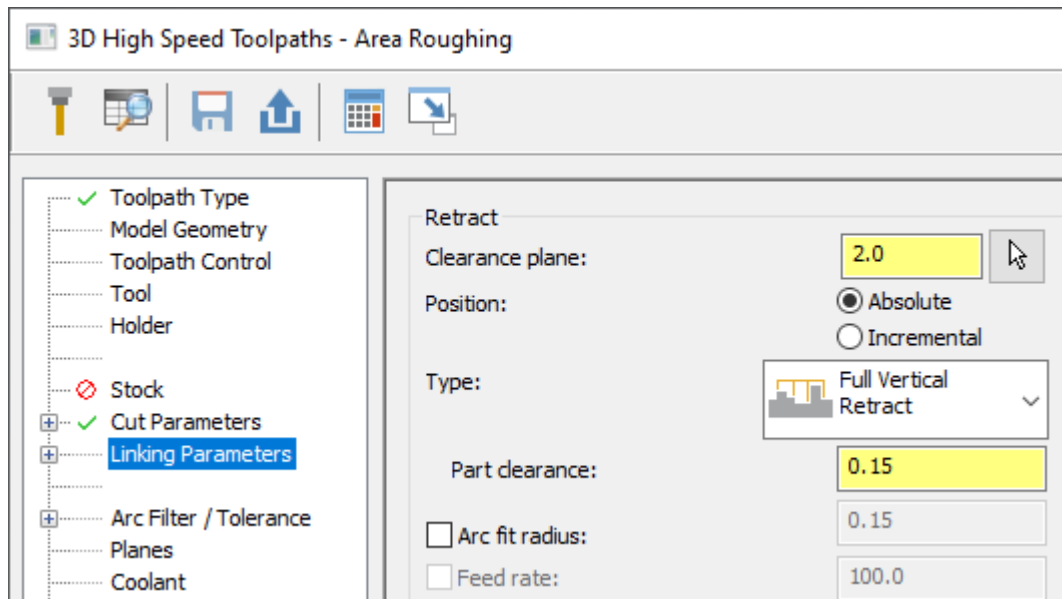 3D High Speed Toolpaths - Area Roughing
Toolpath Type
Model Geometry
Toolpath Control
Tool
Holder
Stock
Cut Parameters
Linking Parameters
Arc Filter / Tolerance
Planes
Coolant
Retract
Clearance plane: 2.0
Position: Absolute
Incremental
Type: Full Vertical
Retract
Part clearance: 0.15
Arc fit radius: 0.15
Feed rate: 100.0